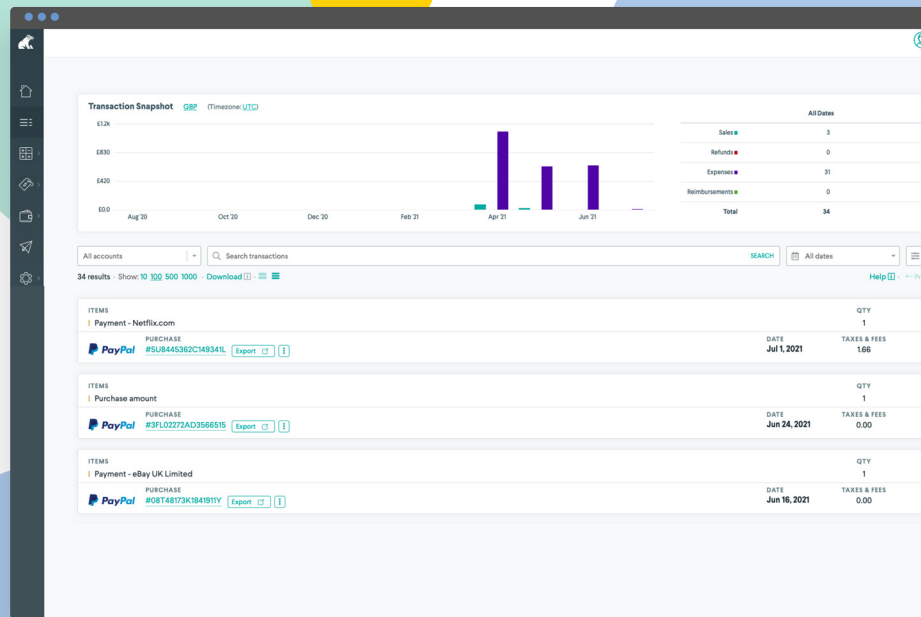 Transaction Snapshot GBP (Timezone: UTC)
£1.2K
£830
£420
£0.0
Aug '20 Oct '20 Dec '20 Feb '21 Apr '21 Jun '21
All Dates
Sales 3
Refunds 0
Expenses 31
Reimbursements 0
Total 34
All accounts
Search transactions SEARCH
All dates
34 results · Show: 10 100 500 1000 · Download
Help
ITEMS QTY
Payment - Netflix.com 1
PayPal
PURCHASE DATE TAXES & FEES
#5U8445362C149341L Export Jul 1, 2021 1.66
ITEMS QTY
Purchase amount 1
PayPal
PURCHASE DATE TAXES & FEES
#3FL02272AD3566515 Export Jun 24, 2021 0.00
ITEMS QTY
Payment - eBay UK Limited 1
PayPal
PURCHASE DATE TAXES & FEES
#08T48173K1841911Y Export Jun 16, 2021 0.00